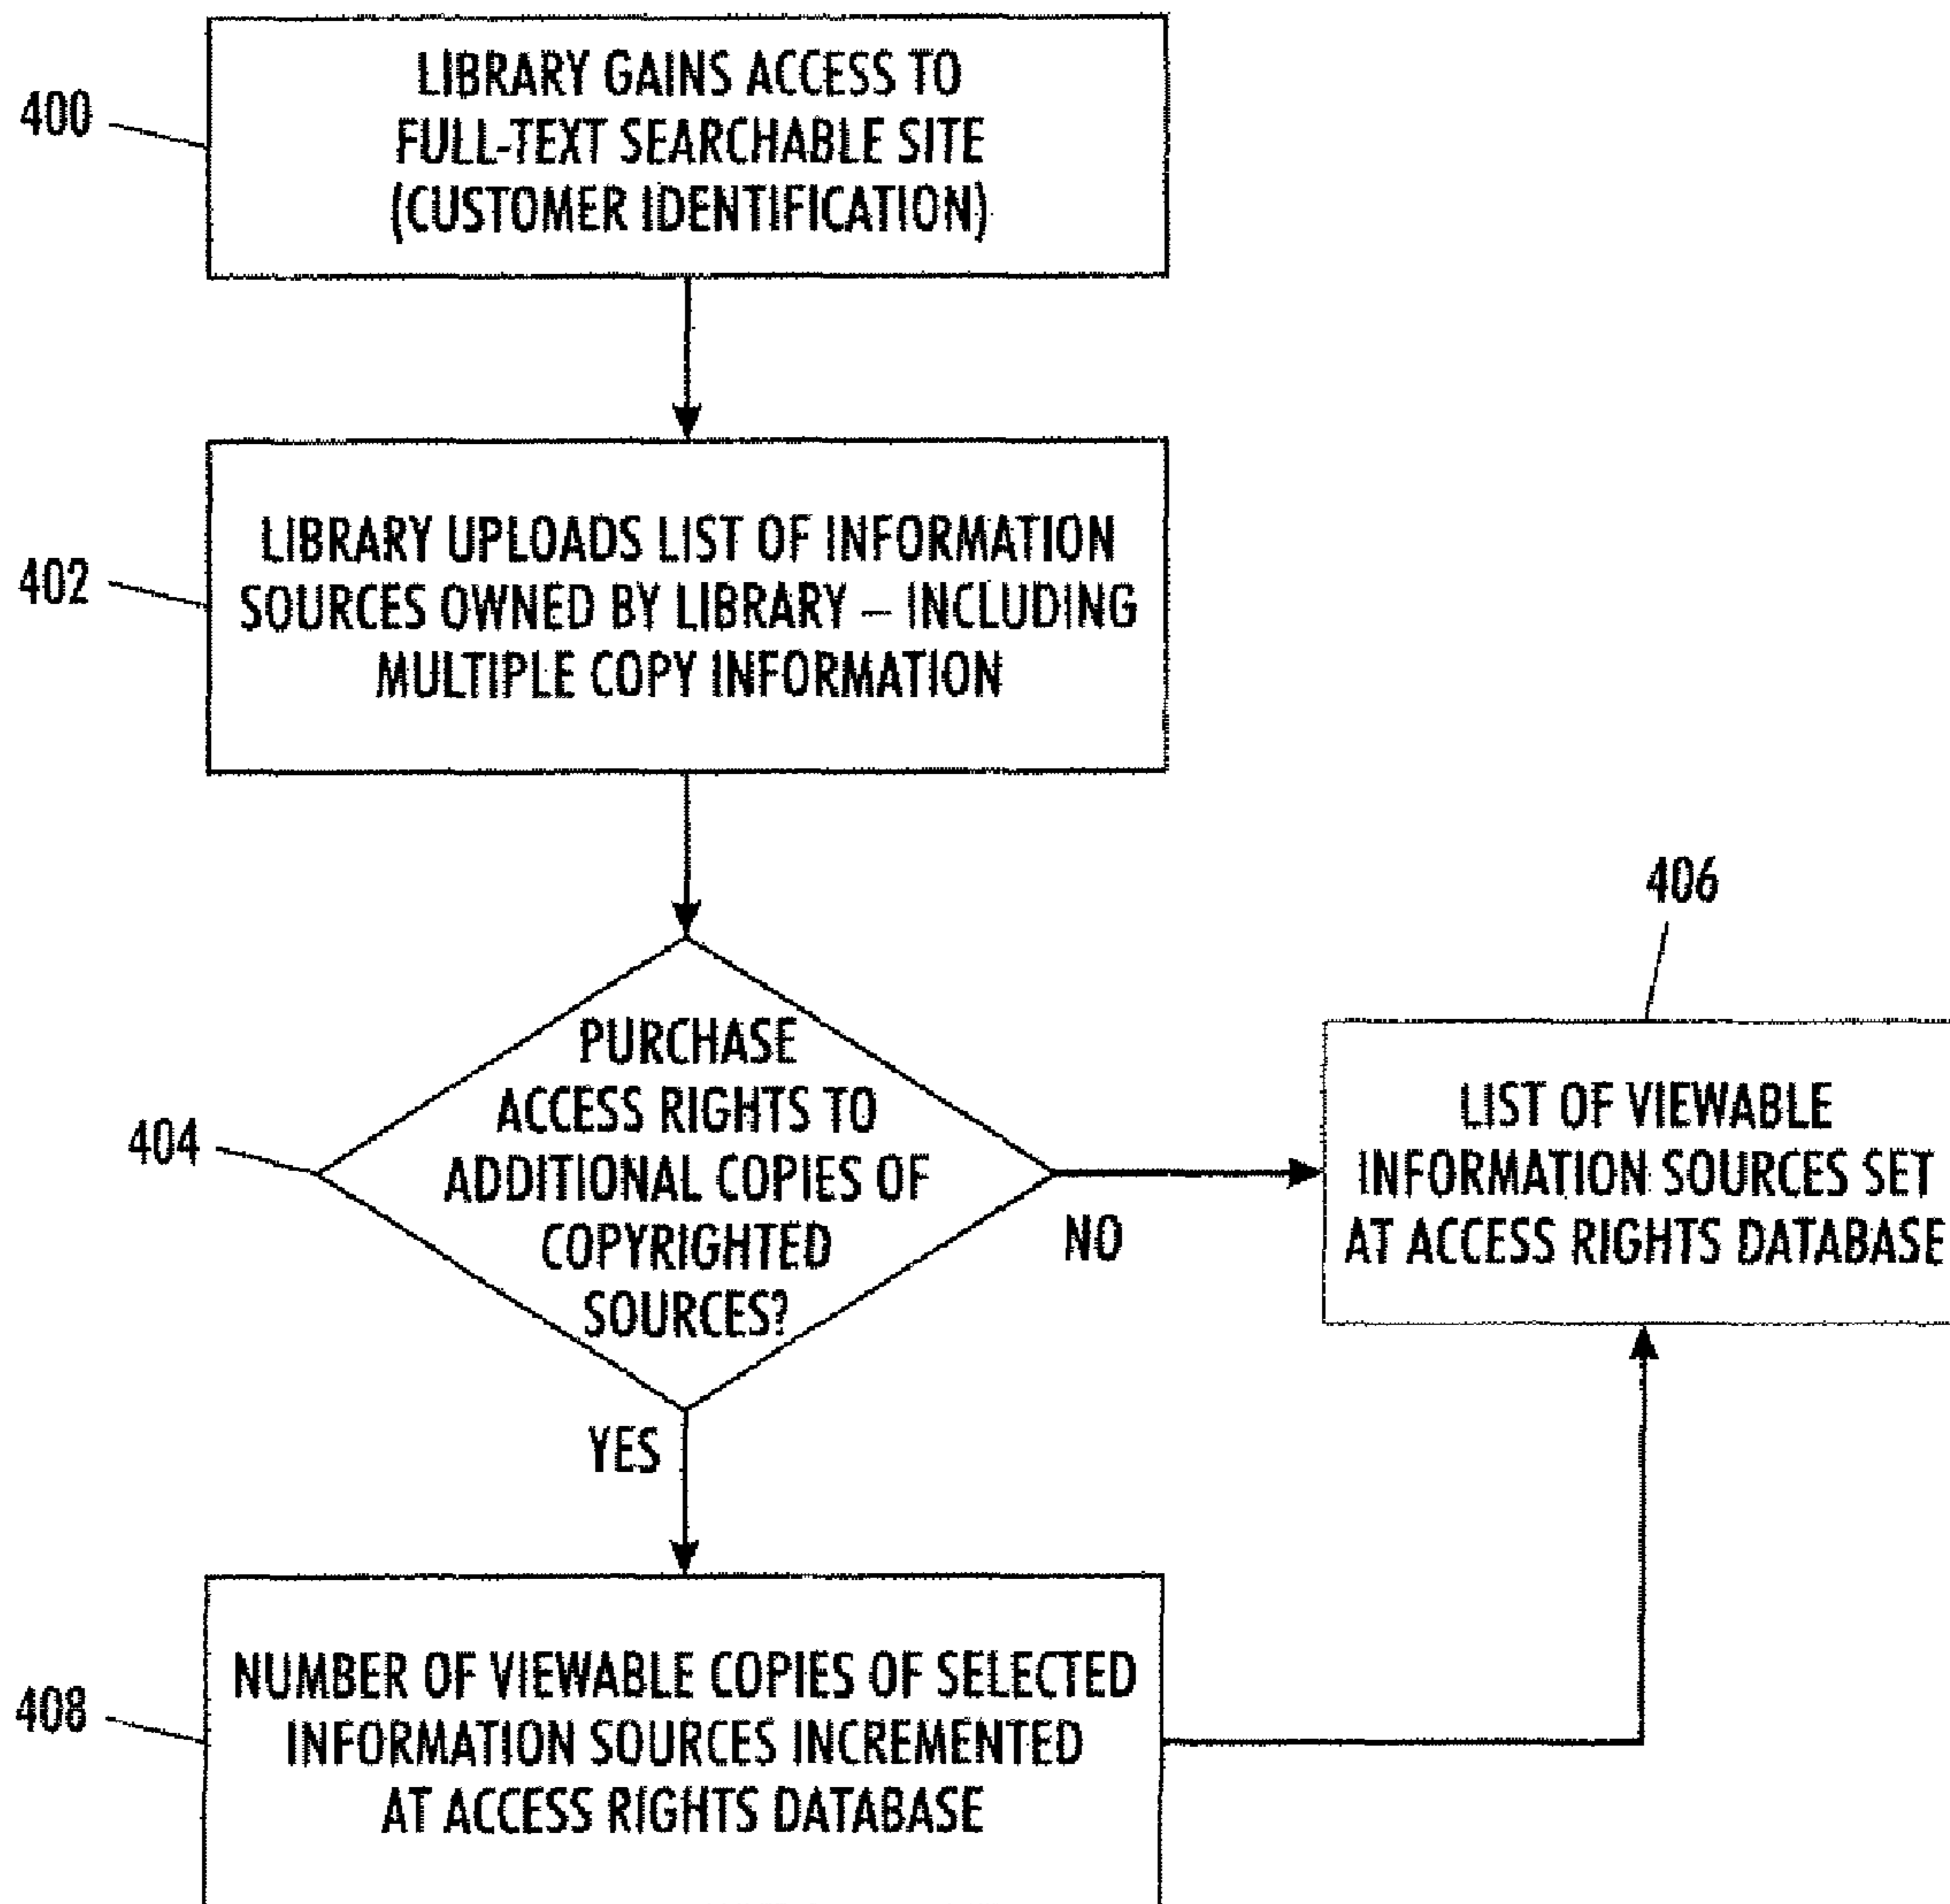 400
LIBRARY GAINS ACCESS TO
FULL-TEXT SEARCHABLE SITE
(CUSTOMER IDENTIFICATION)
402
LIBRARY UPLOADS LIST OF INFORMATION
SOURCES OWNED BY LIBRARY – INCLUDING
MULTIPLE COPY INFORMATION
404
PURCHASE
ACCESS RIGHTS TO
ADDITIONAL COPIES OF
COPYRIGHTED
SOURCES?
NO
YES
406
LIST OF VIEWABLE
INFORMATION SOURCES SET
AT ACCESS RIGHTS DATABASE
408
NUMBER OF VIEWABLE COPIES OF SELECTED
INFORMATION SOURCES INCREMENTED
AT ACCESS RIGHTS DATABASE